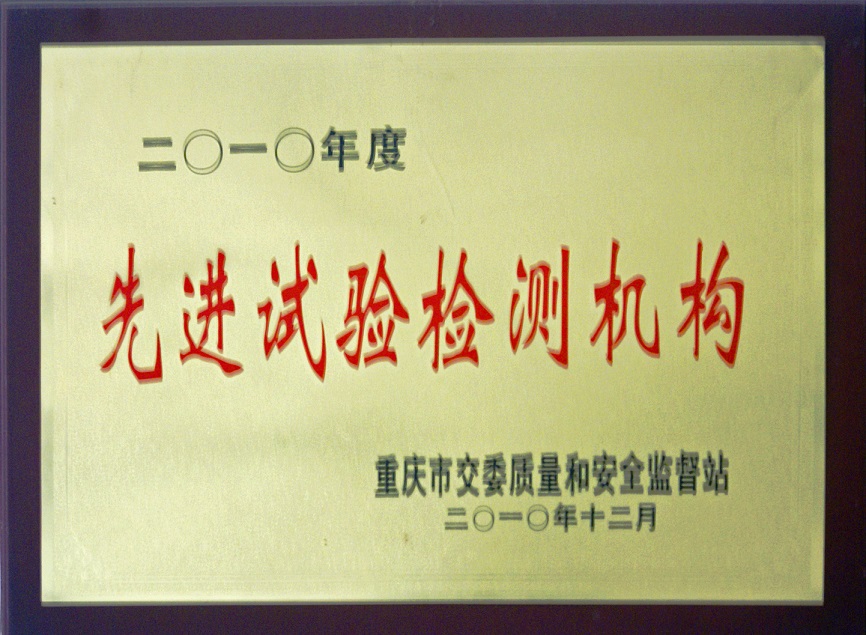 二〇一〇年度
先进试验检测机构
重庆市交委质量和安全监督站
二〇一〇年十二月